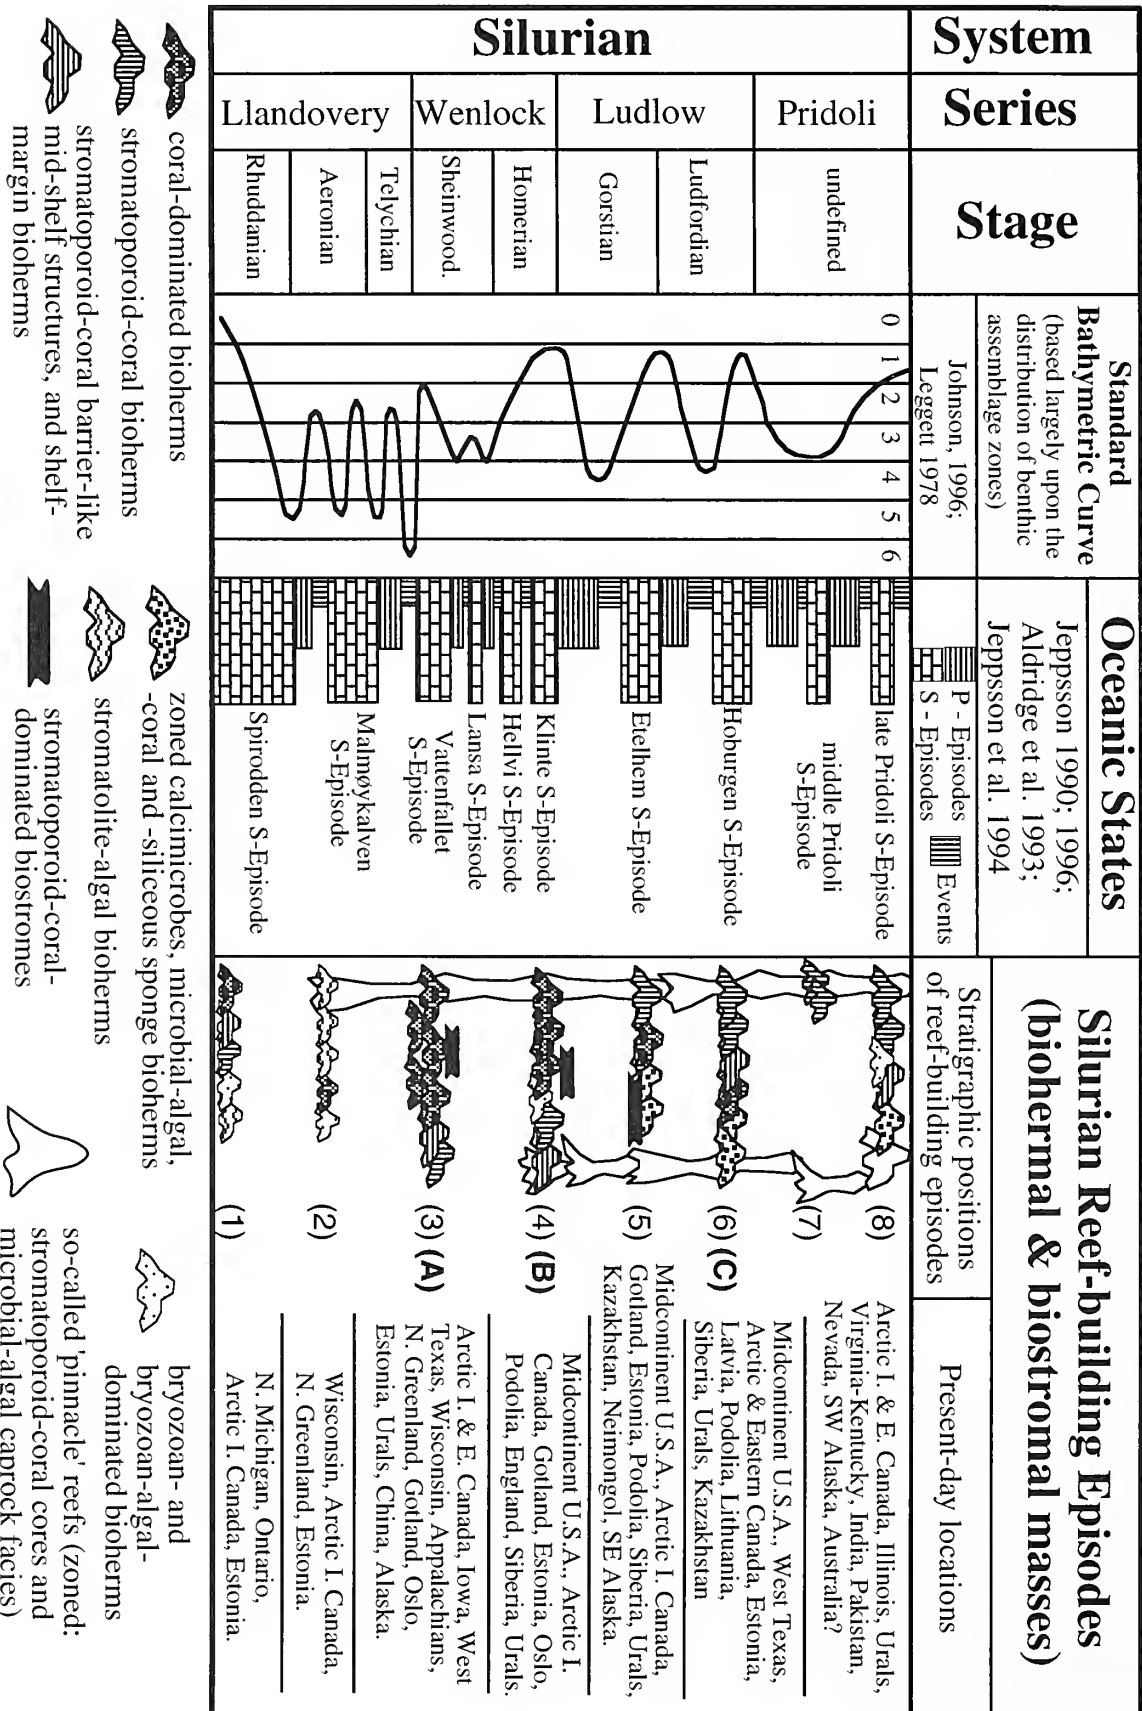 System
Series
Stage
Standard
Bathymetric Curve
(based largely upon the
distribution of benthic
assemblage zones)
Johnson, 1996;
Leggett 1978
Oceanic States
Jeppsson 1990; 1996;
Aldridge et al. 1993;
Jeppsson et al. 1994
P - Episodes
Events
S - Episodes
Silurian Reef-building Episodes
(biohermal & biostromal masses)
Stratigraphic positions
of reef-building episodes
Present-day locations
Silurian
Pridoli
Ludlow
Wenlock
Llandovery
undefined
Ludfordian
Gorstian
Homerian
Sheinwood.
Telychian
Aeronian
Rhuddanian
0 1 2 3 4 5 6
late Pridoli S-Episode
middle Pridoli
S-Episode
Hoburgen S-Episode
Etelhem S-Episode
Klinte S-Episode
Hellvi S-Episode
Lansa S-Episode
Vattenfallet
S-Episode
Malmøykalven
S-Episode
Spirodden S-Episode
(8)
(7)
(6) (C)
(5)
(4) (B)
(3) (A)
(2)
(1)
Arctic I. & E. Canada, Illinois, Urals,
Virginia-Kentucky, India, Pakistan,
Nevada, SW Alaska, Australia?
Midcontinent U.S.A., West Texas,
Arctic & Eastern Canada, Estonia,
Latvia, Podolia, Lithuania,
Siberia, Urals, Kazakhstan
Midcontinent U.S.A., Arctic I. Canada,
Gotland, Estonia, Podolia, Siberia, Urals,
Kazakhstan, Neimongol, SE Alaska.
Midcontinent U.S.A., Arctic I.
Canada, Gotland, Estonia, Oslo,
Podolia, England, Siberia, Urals.
Arctic I. & E. Canada, Iowa, West
Texas, Wisconsin, Appalachians,
N. Greenland, Gotland, Oslo,
Estonia, Urals, China, Alaska.
Wisconsin, Arctic I. Canada,
N. Greenland, Estonia.
N. Michigan, Ontario,
Arctic I. Canada, Estonia.
coral-dominated bioherms
stromatoporoid-coral bioherms
stromatoporoid-coral barrier-like
mid-shelf structures, and shelf-
margin bioherms
zoned calcimicrobes, microbial-algal,
-coral and -siliceous sponge bioherms
stromatolite-algal bioherms
stromatoporoid-coral-
dominated biostromes
bryozoan- and
bryozoan-algal-
dominated bioherms
so-called 'pinnacle' reefs (zoned:
stromatoporoid-coral cores and
microbial-algal caprock facies)